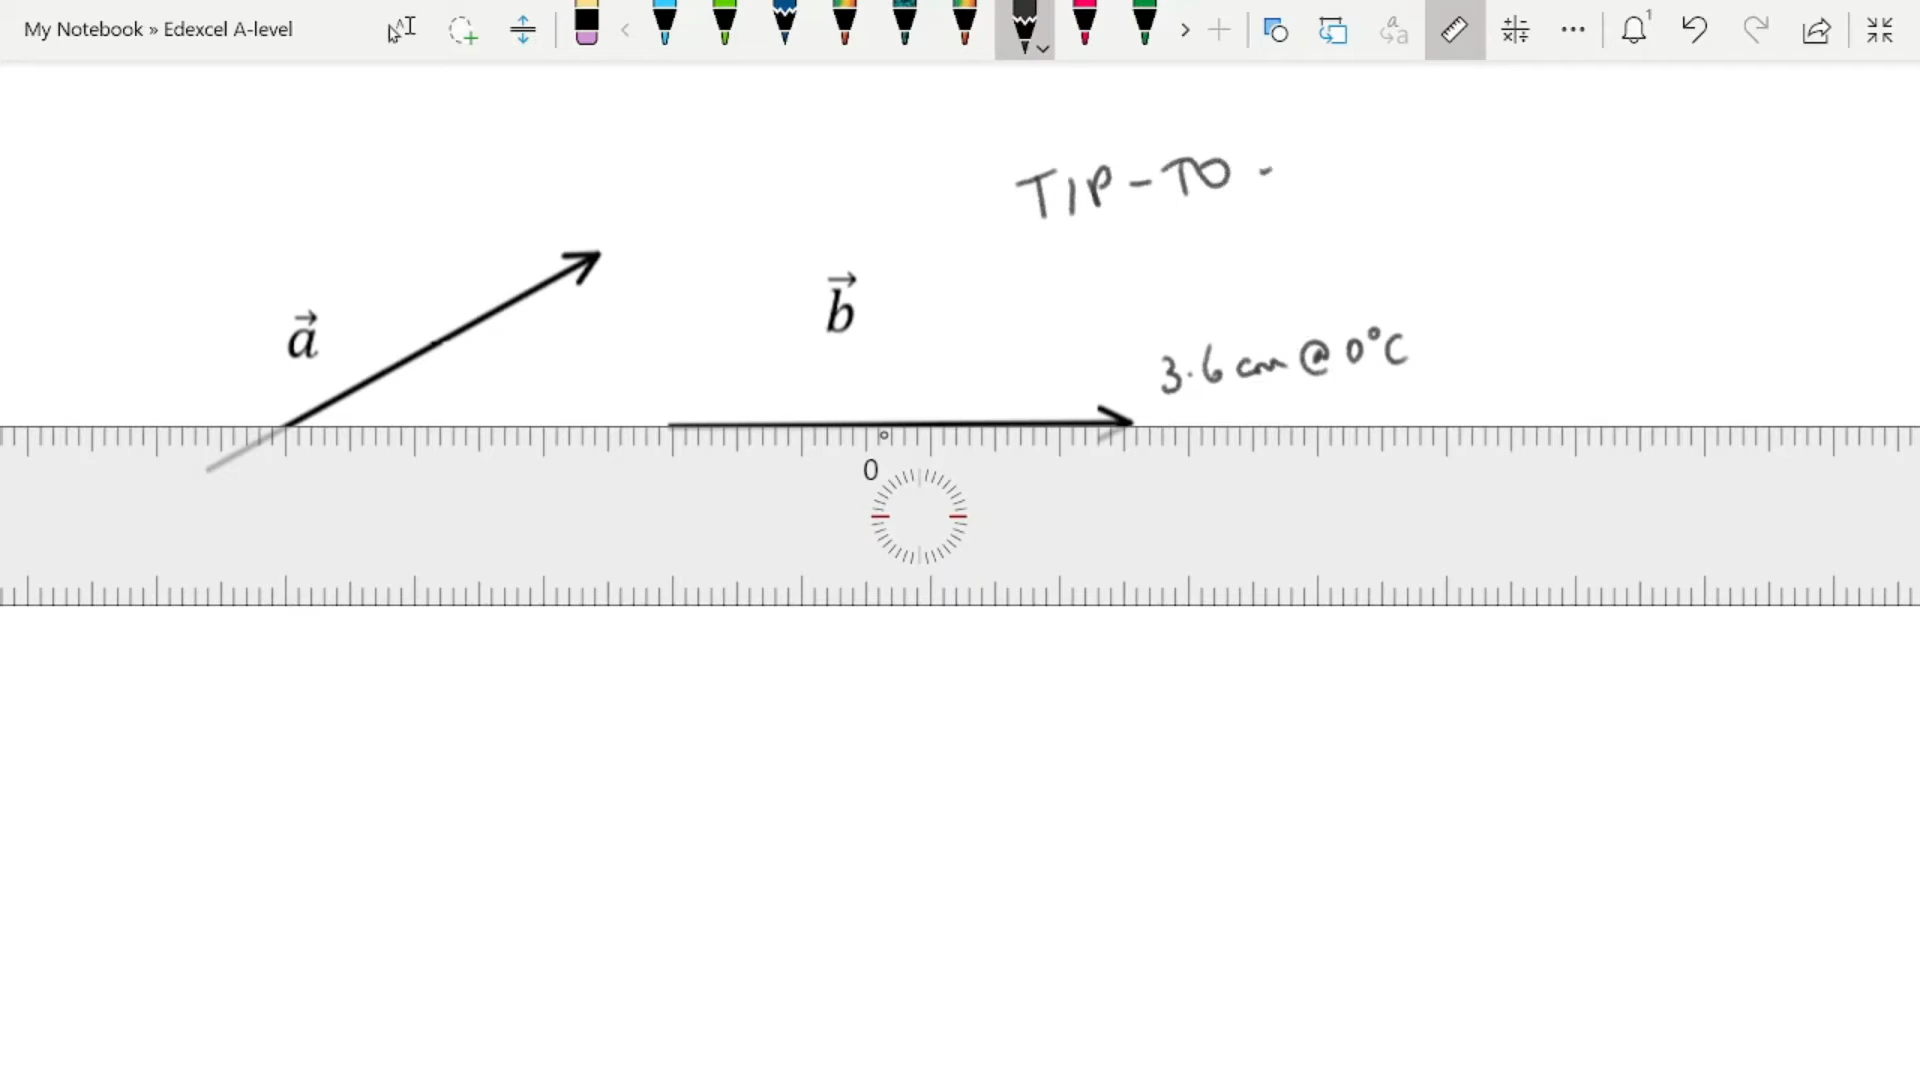 My Notebook » Edexcel A-level
TIP-TO -
a⃗
b⃗
3.6 cm @ 0°C
0